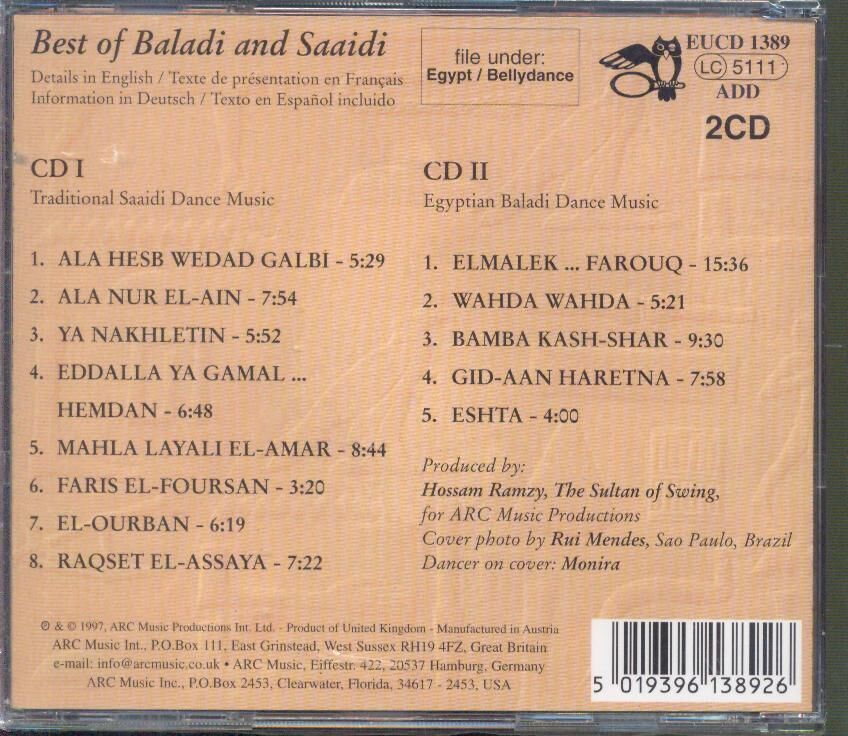 Best of Baladi and Saaidi
Details in English / Texte de présentation en Français
Information in Deutsch / Texto en Español incluido
file under:
Egypt / Bellydance
EUCD 1389
LC 5111
ADD
2CD
CD I
Traditional Saaidi Dance Music
1. ALA HESB WEDAD GALBI - 5:29
2. ALA NUR EL-AIN - 7:54
3. YA NAKHLETIN - 5:52
4. EDDALLA YA GAMAL ...
HEMDAN - 6:48
5. MAHLA LAYALI EL-AMAR - 8:44
6. FARIS EL-FOURSAN - 3:20
7. EL-OURBAN - 6:19
8. RAQSET EL-ASSAYA - 7:22
CD II
Egyptian Baladi Dance Music
1. ELMALEK ... FAROUQ - 15:36
2. WAHDA WAHDA - 5:21
3. BAMBA KASH-SHAR - 9:30
4. GID-AAN HARETNA - 7:58
5. ESHTA - 4:00
Produced by:
Hossam Ramzy, The Sultan of Swing,
for ARC Music Productions
Cover photo by Rui Mendes, Sao Paulo, Brazil
Dancer on cover: Monira
℗ & © 1997, ARC Music Productions Int. Ltd. - Product of United Kingdom - Manufactured in Austria
ARC Music Int., P.O.Box 111, East Grinstead, West Sussex RH19 4FZ, Great Britain
e-mail: info@arcmusic.co.uk • ARC Music, Eiffestr. 422, 20537 Hamburg, Germany
ARC Music Inc., P.O.Box 2453, Clearwater, Florida, 34617 - 2453, USA
5 019396 138926